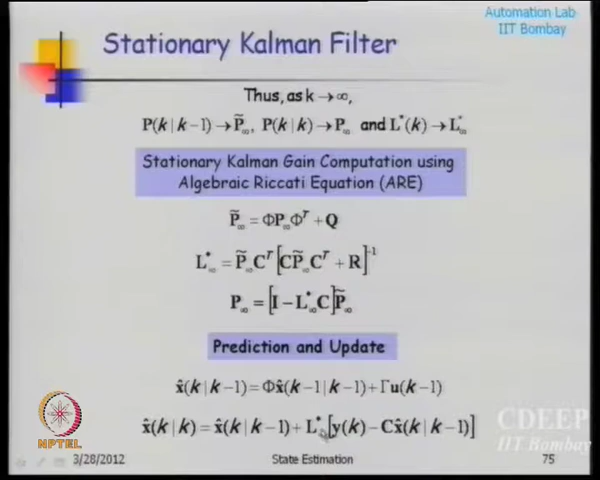 Automation Lab
IIT Bombay
Stationary Kalman Filter
Thus, as k → ∞,
P(k | k−1) → P̃∞, P(k | k) → P∞ and L*(k) → L*∞
Stationary Kalman Gain Computation using
Algebraic Riccati Equation (ARE)
P̃∞ = ΦP∞Φᵀ + Q
L*∞ = P̃∞Cᵀ[CP̃∞Cᵀ + R]⁻¹
P∞ = [I − L*∞C]P̃∞
Prediction and Update
x̂(k | k−1) = Φx̂(k−1 | k−1) + Γu(k−1)
x̂(k | k) = x̂(k | k−1) + L*∞[y(k) − Cx̂(k | k−1)]
CDEEP
IIT Bombay
NPTEL
3/28/2012
State Estimation
75